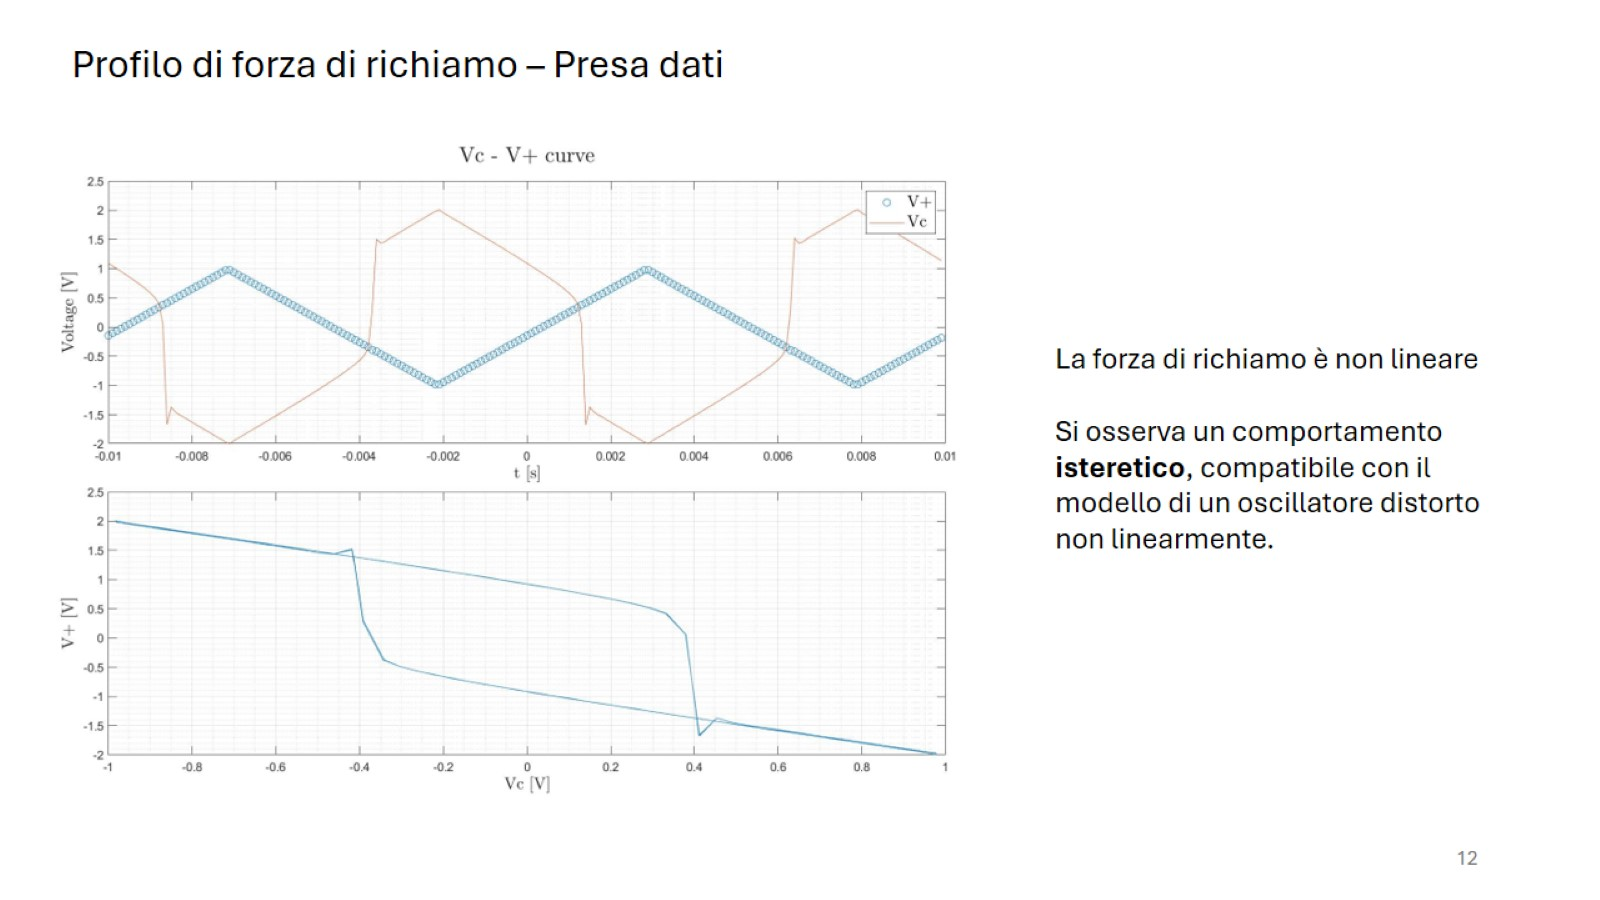 Profilo di forza di richiamo – Presa dati
Vc - V+ curve
2.5
2
1.5
1
0.5
0
-0.5
-1
-1.5
-2
Voltage [V]
V+
Vc
-0.01 -0.008 -0.006 -0.004 -0.002 0 0.002 0.004 0.006 0.008 0.01
t [s]
2.5
2
1.5
1
0.5
0
-0.5
-1
-1.5
-2
V+ [V]
-1 -0.8 -0.6 -0.4 -0.2 0 0.2 0.4 0.6 0.8 1
Vc [V]
La forza di richiamo è non lineare
Si osserva un comportamento
isteretico, compatibile con il
modello di un oscillatore distorto
non linearmente.
12